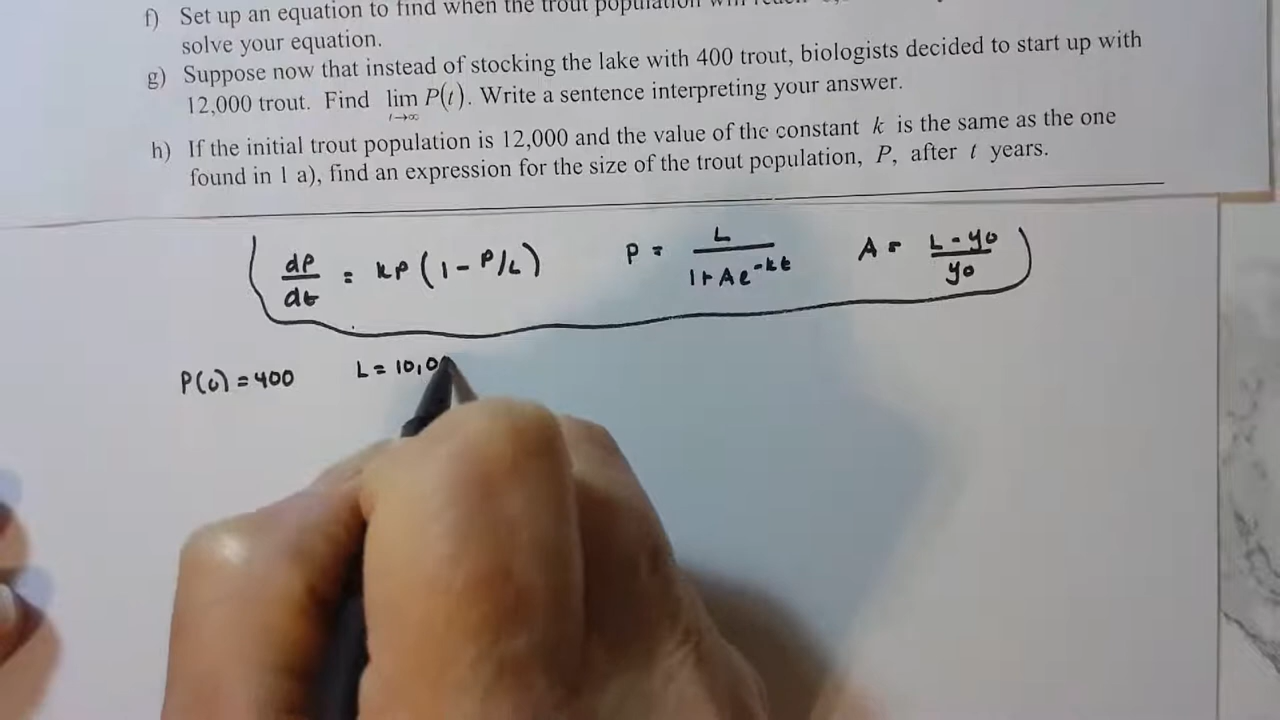 f) Set up an equation to find when the trout population will reach
solve your equation.
g) Suppose now that instead of stocking the lake with 400 trout, biologists decided to start up with
12,000 trout. Find lim P(t). Write a sentence interpreting your answer.
t→∞
h) If the initial trout population is 12,000 and the value of the constant k is the same as the one
found in 1 a), find an expression for the size of the trout population, P, after t years.
dP/dt = kP(1 - P/L) P = L/(1+Ae^-kt) A = (L-y0)/y0
P(0)=400 L=10,0